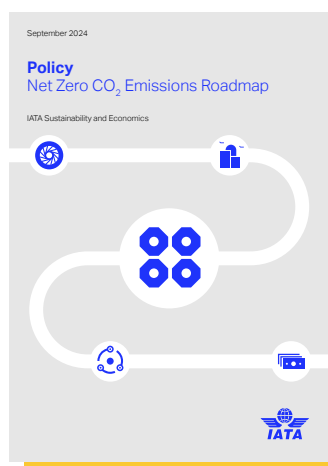 September 2024
Policy
Net Zero CO₂ Emissions Roadmap
IATA Sustainability and Economics
IATA